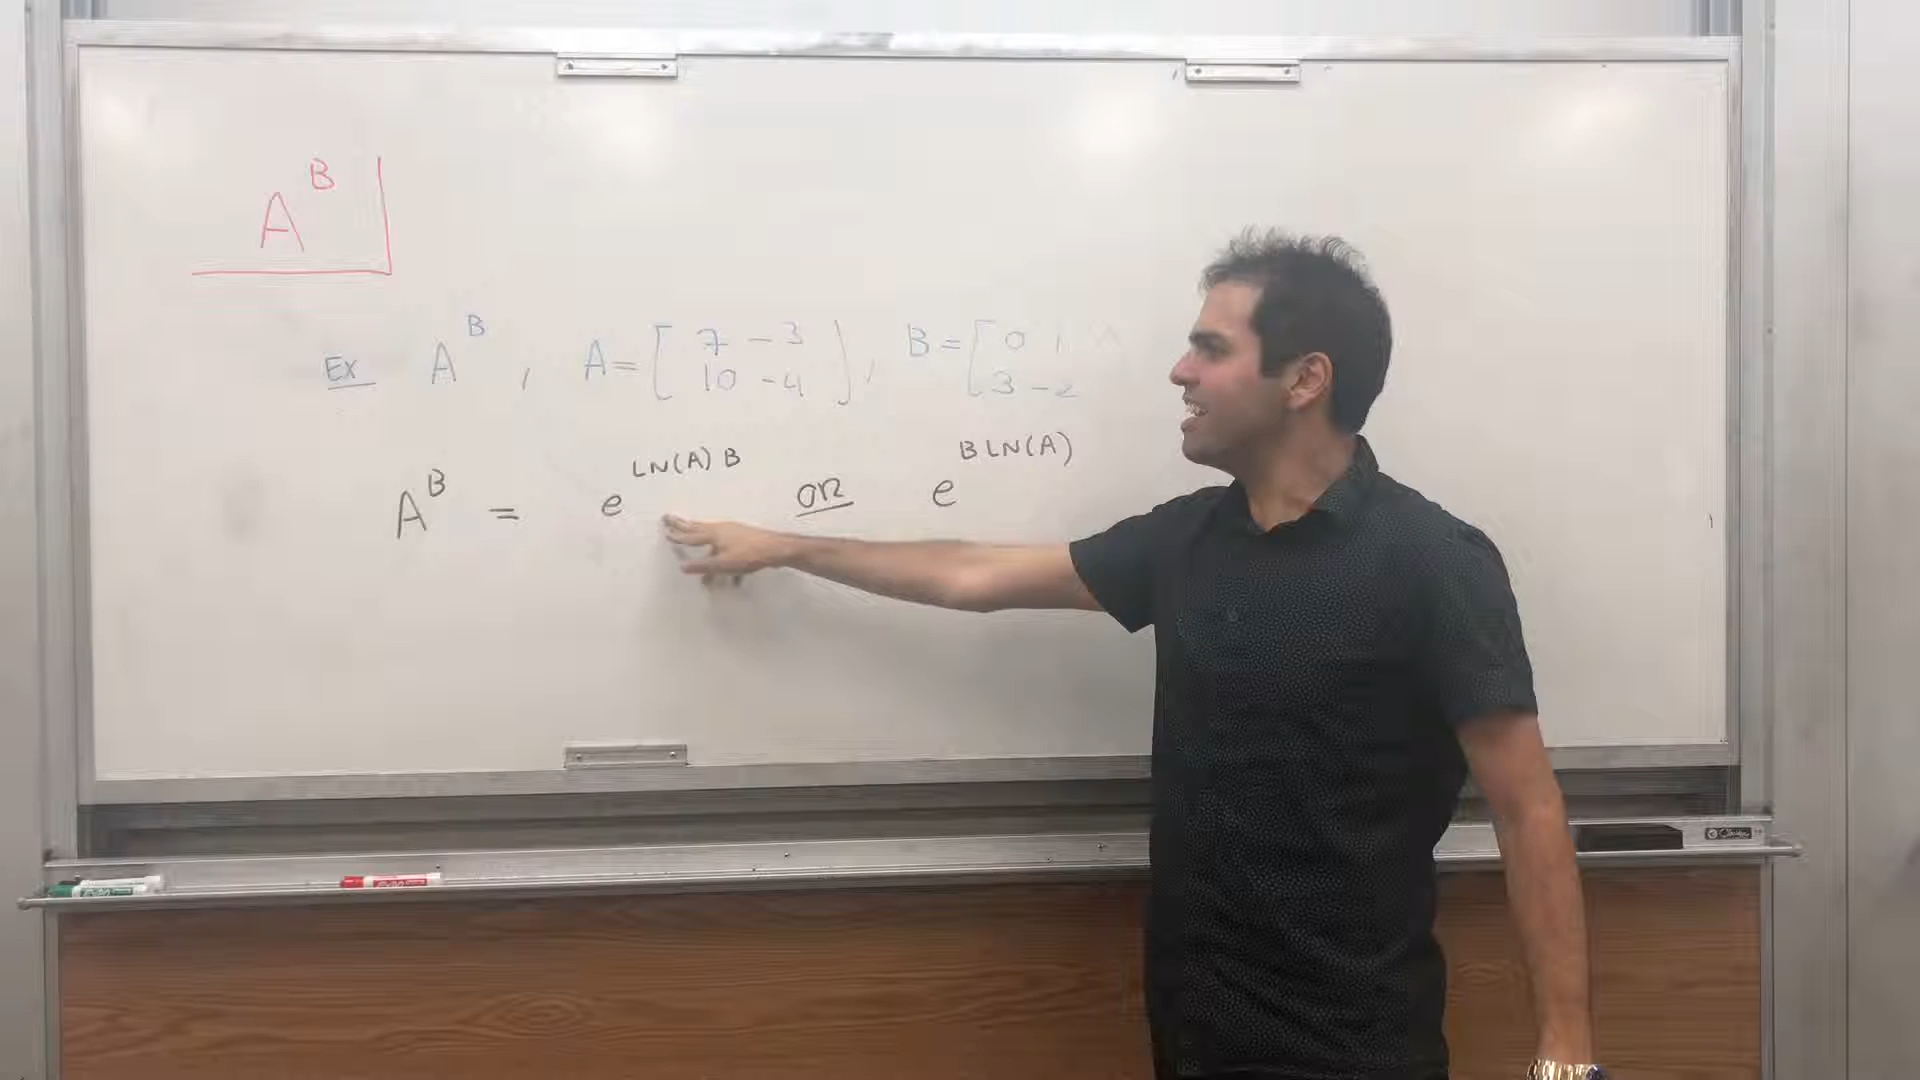 A^B
Ex A^B , A = [ 7 -3 ] , B = [ 0 1
10 -4 3 -2
A^B = e^LN(A) B OR e^B LN(A)